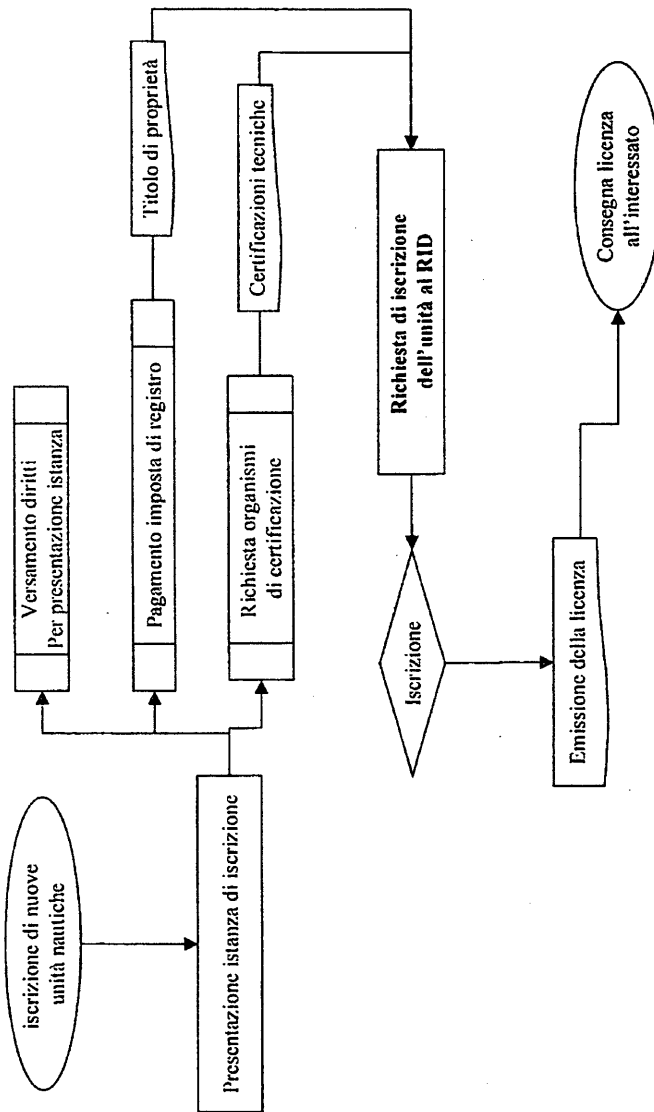 iscrizione di nuove
unità nautiche
Presentazione istanza di iscrizione
Versamento diritti
Per presentazione istanza
Pagamento imposta di registro
Titolo di proprietà
Richiesta organismi
di certificazione
Certificazioni tecniche
Richiesta di iscrizione
dell'unità al RID
Iscrizione
Emissione della licenza
Consegna licenza
all'interessato